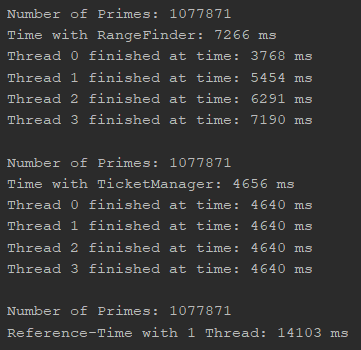 Number of Primes: 1077871
Time with RangeFinder: 7266 ms
Thread 0 finished at time: 3768 ms
Thread 1 finished at time: 5454 ms
Thread 2 finished at time: 6291 ms
Thread 3 finished at time: 7190 ms
Number of Primes: 1077871
Time with TicketManager: 4656 ms
Thread 0 finished at time: 4640 ms
Thread 1 finished at time: 4640 ms
Thread 2 finished at time: 4640 ms
Thread 3 finished at time: 4640 ms
Number of Primes: 1077871
Reference-Time with 1 Thread: 14103 ms